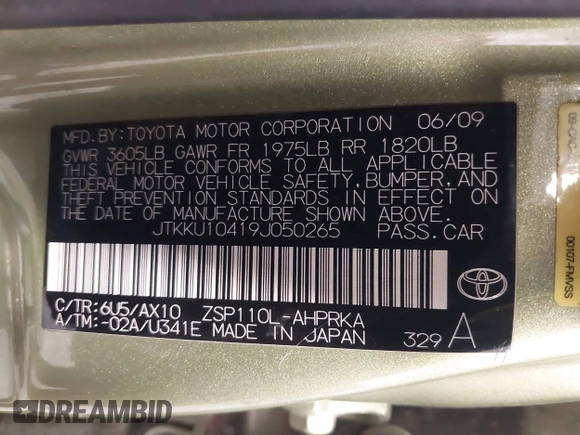 MFD.BY:TOYOTA MOTOR CORPORATION 06/09
GVWR 3605LB GAWR FR 1975LB RR 1820LB
THIS VEHICLE CONFORMS TO ALL APPLICABLE
FEDERAL MOTOR VEHICLE SAFETY,BUMPER,AND
THEFT PREVENTION STANDARDS IN EFFECT ON
THE DATE OF MANUFACTURE SHOWN ABOVE.
JTKKU10419J050265 PASS.CAR
C/TR:6U5/AX10 ZSP110L-AHPRKA
A/TM:-02A/U341E MADE IN JAPAN 329 A
00107-FMVSS
DREAMBID